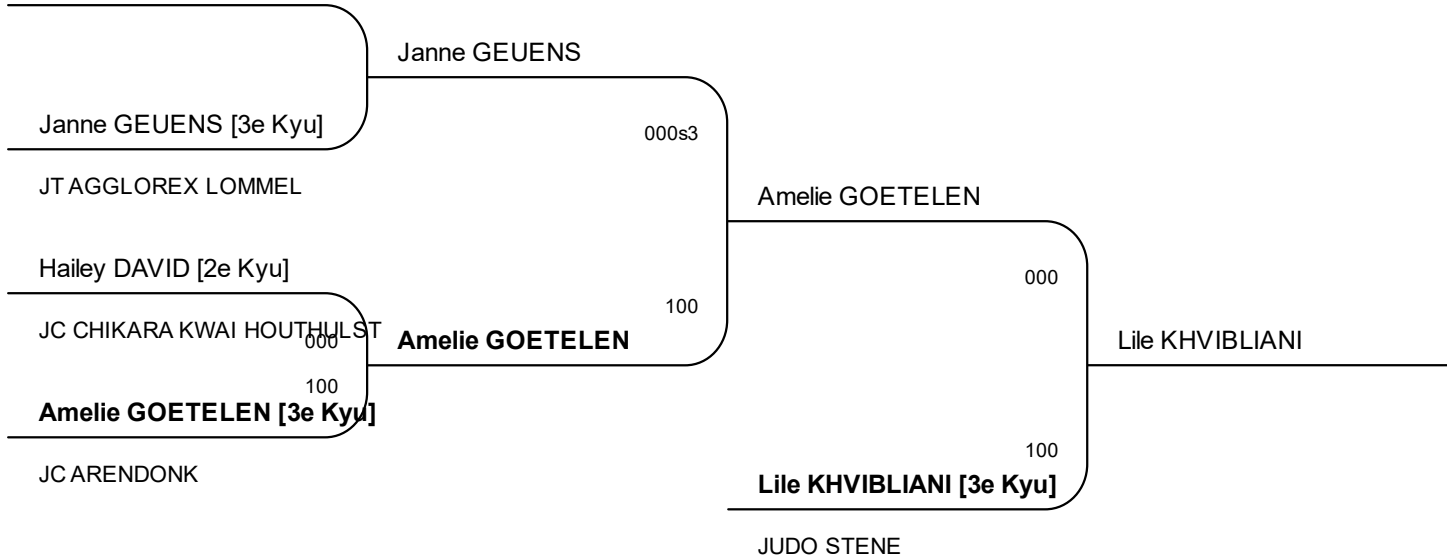 Janne GEUENS
Janne GEUENS [3e Kyu]
000s3
JT AGGLOREX LOMMEL
Amelie GOETELEN
Hailey DAVID [2e Kyu]
000
100
JC CHIKARA KWAI HOUTHULST
000
Amelie GOETELEN
Lile KHVIBLIANI
100
Amelie GOETELEN [3e Kyu]
100
JC ARENDONK
Lile KHVIBLIANI [3e Kyu]
JUDO STENE